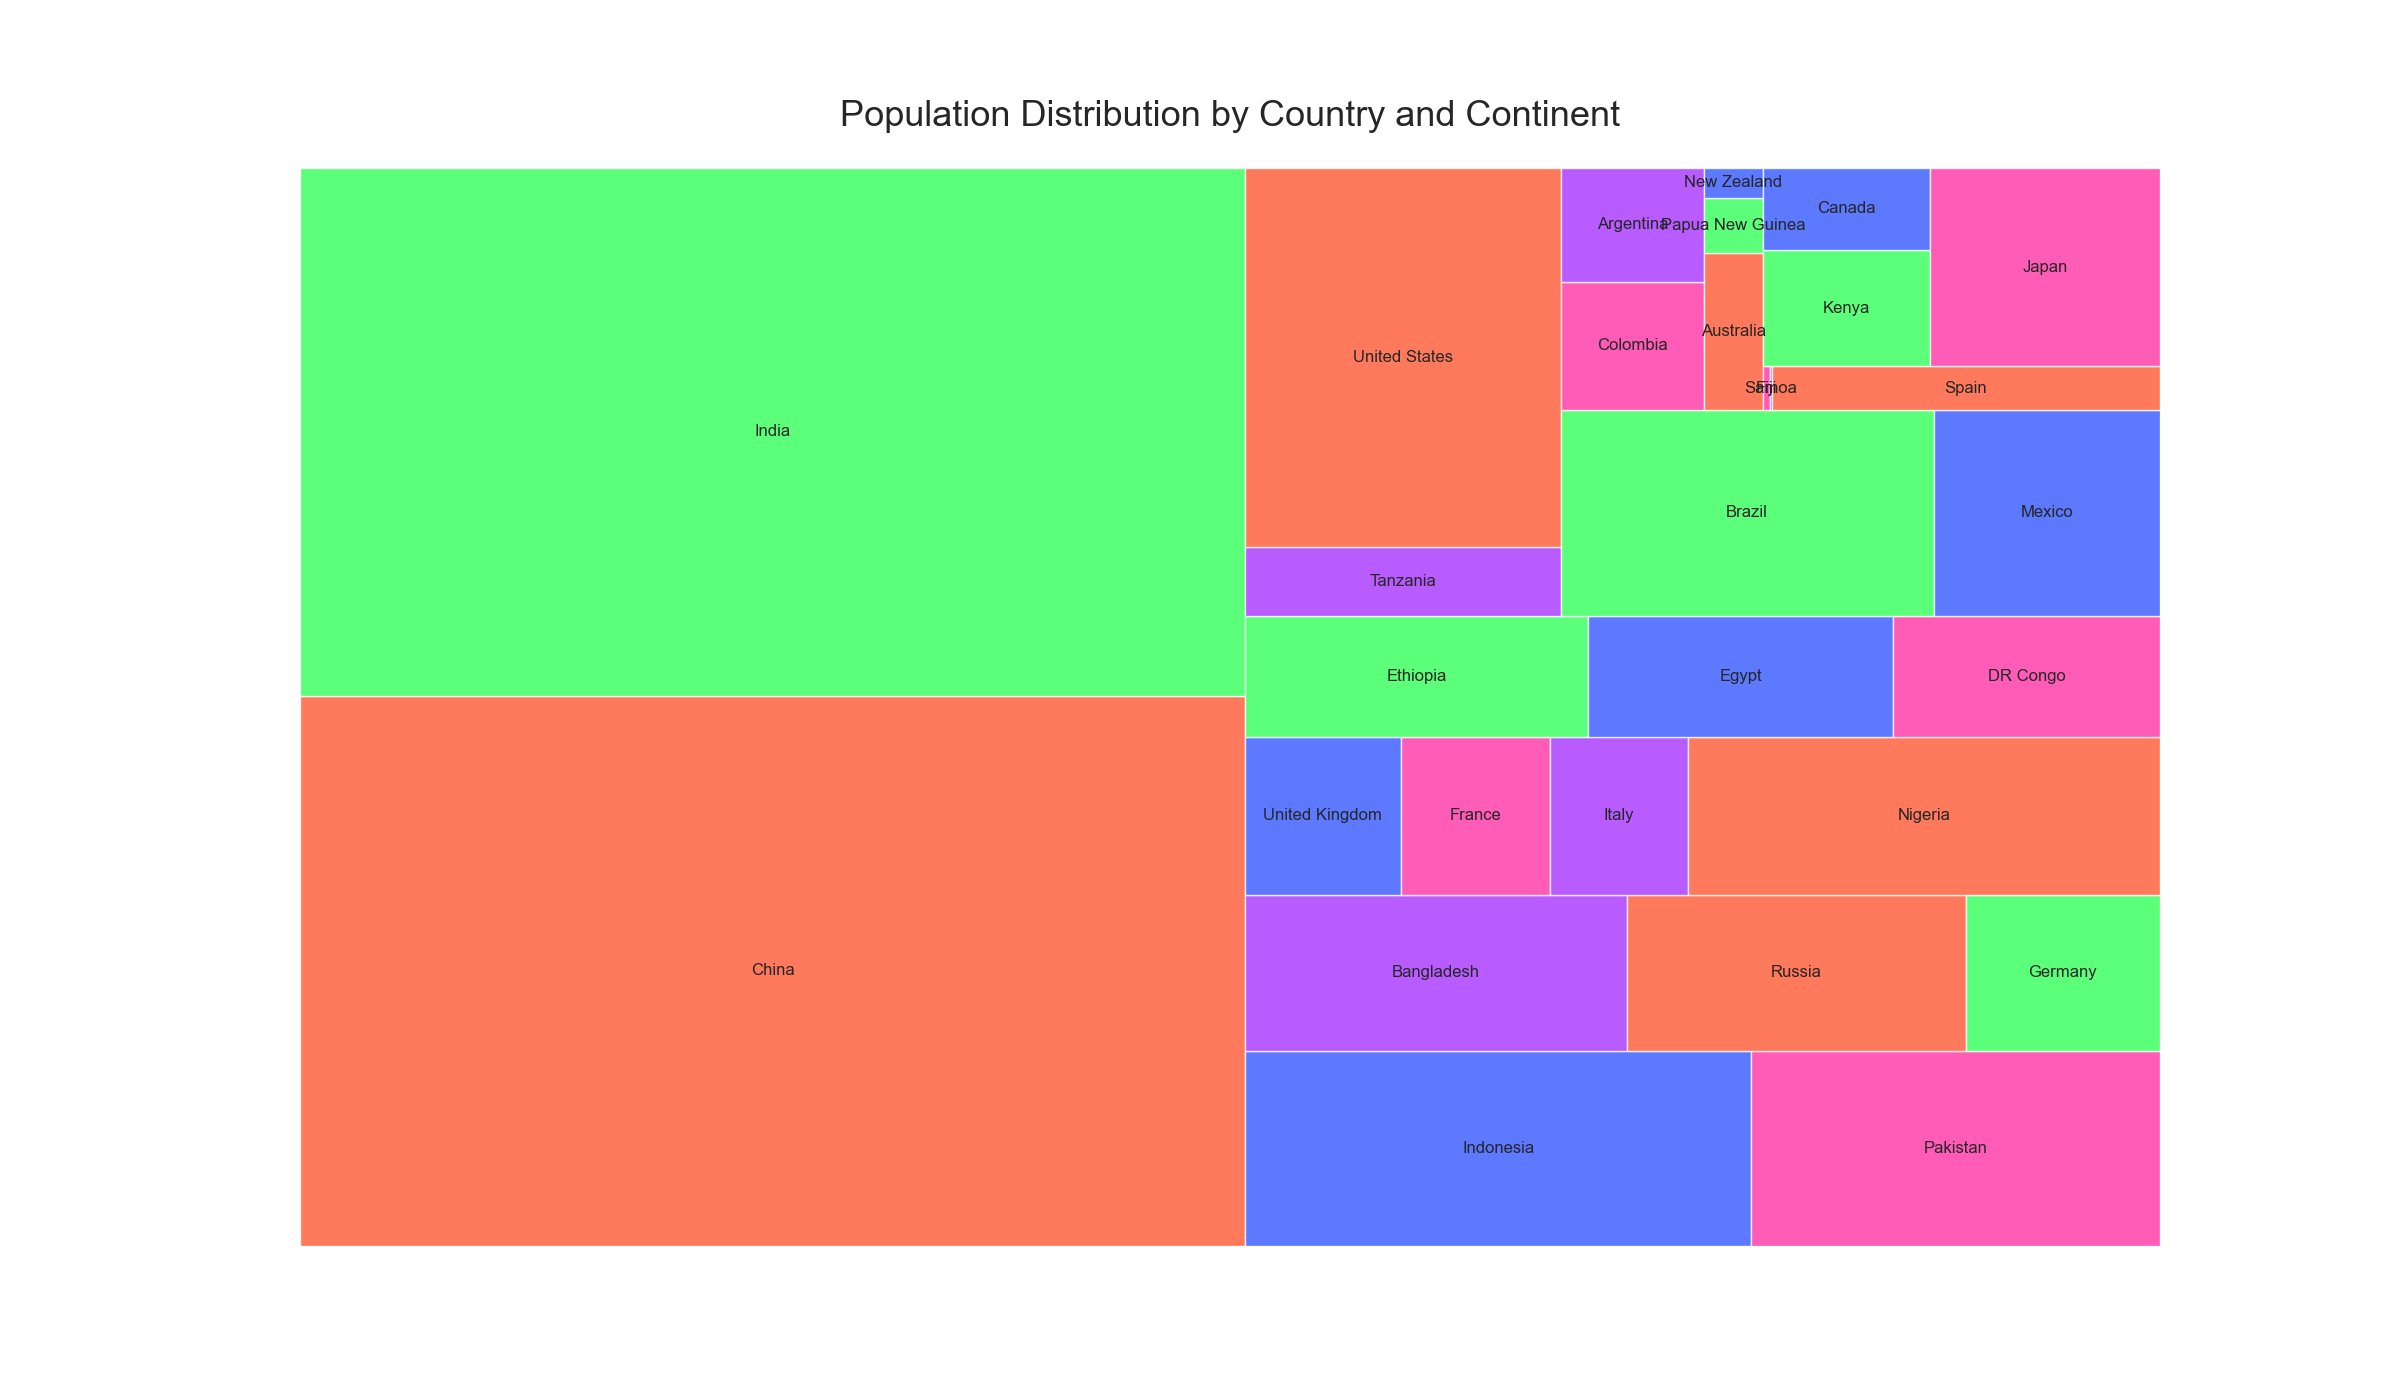 Population Distribution by Country and Continent
New Zealand
Canada
Argentina
Papua New Guinea
Japan
Kenya
Australia
Colombia
United States
Samoa
Fiji
Spain
India
Brazil
Mexico
Tanzania
Ethiopia
Egypt
DR Congo
United Kingdom
France
Italy
Nigeria
China
Bangladesh
Russia
Germany
Indonesia
Pakistan